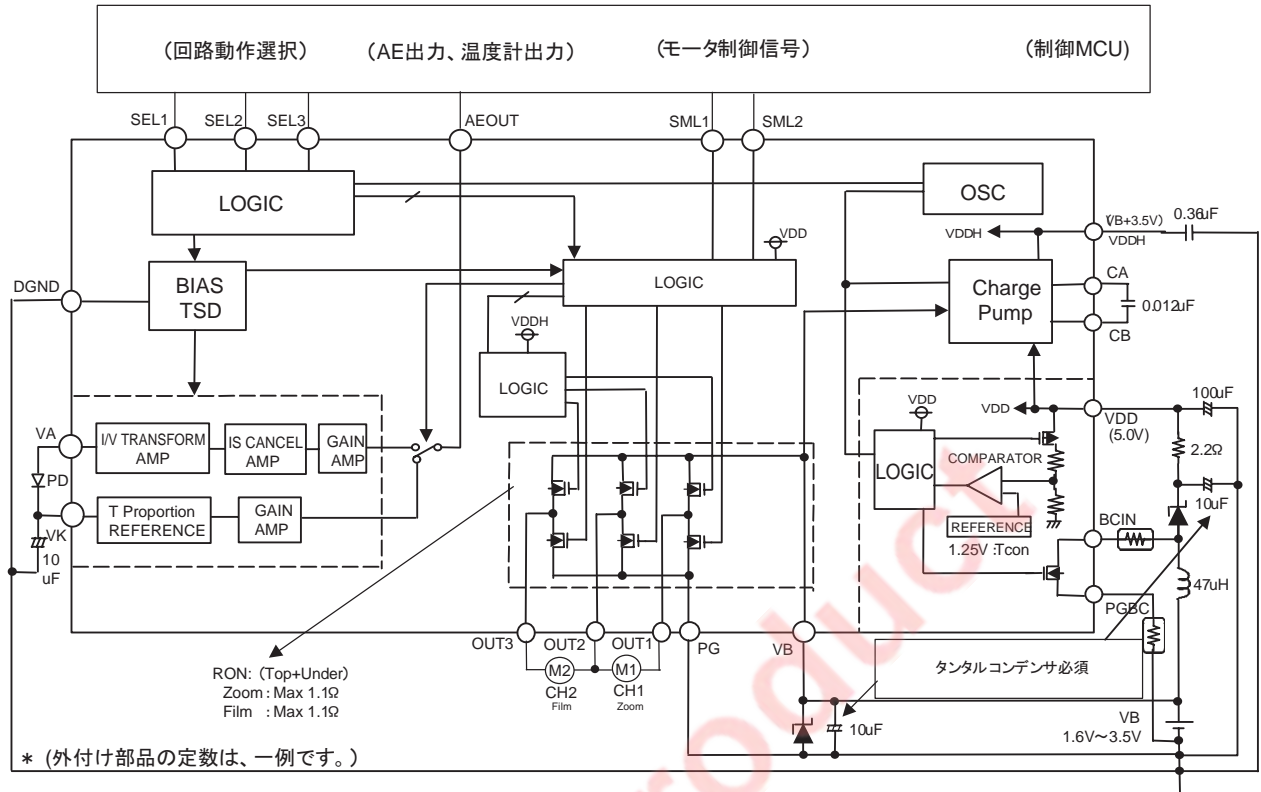 (回路動作選択) (AE出力、温度計出力) (モータ制御信号) (制御MCU)
SEL1 SEL2 SEL3 AEOUT SML1 SML2
LOGIC
OSC
(VB+3.5V) 0.36uF
VDDH VDDH
VDD
DGND
BIAS
TSD
LOGIC
Charge
Pump
CA
0.012uF
CB
VDDH
LOGIC
VDD VDD
(5.0V)
100uF
VDD
2.2Ω
VA
I/V TRANSFORM
AMP
IS CANCEL
AMP
GAIN
AMP
PD
LOGIC
COMPARATOR
T Proportion
REFERENCE
GAIN
AMP
VK
10
uF
REFERENCE
1.25V :Tcon
BCIN
10uF
47uH
PGBC
OUT3 OUT2 OUT1 PG VB
M2 M1
CH2 CH1
Film Zoom
タンタルコンデンサ必須
RON: (Top+Under)
Zoom : Max 1.1Ω
Film : Max 1.1Ω
10uF
VB
1.6V～3.5V
* (外付け部品の定数は、一例です。)
roduct